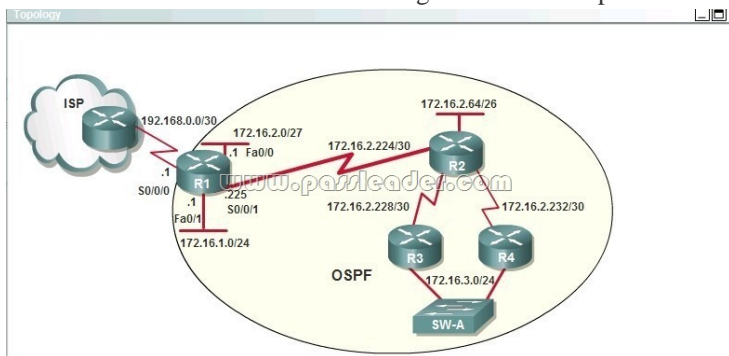 Topology
ISP
192.168.0.0/30
172.16.2.64/26
172.16.2.0/27
172.16.2.224/30
.1 Fa0/0
R2
.1
R1
www.passleader.com
S0/0/0
.1
.225
Fa0/1
S0/0/1
172.16.2.228/30
172.16.2.232/30
172.16.1.0/24
R3
R4
OSPF
172.16.3.0/24
SW-A